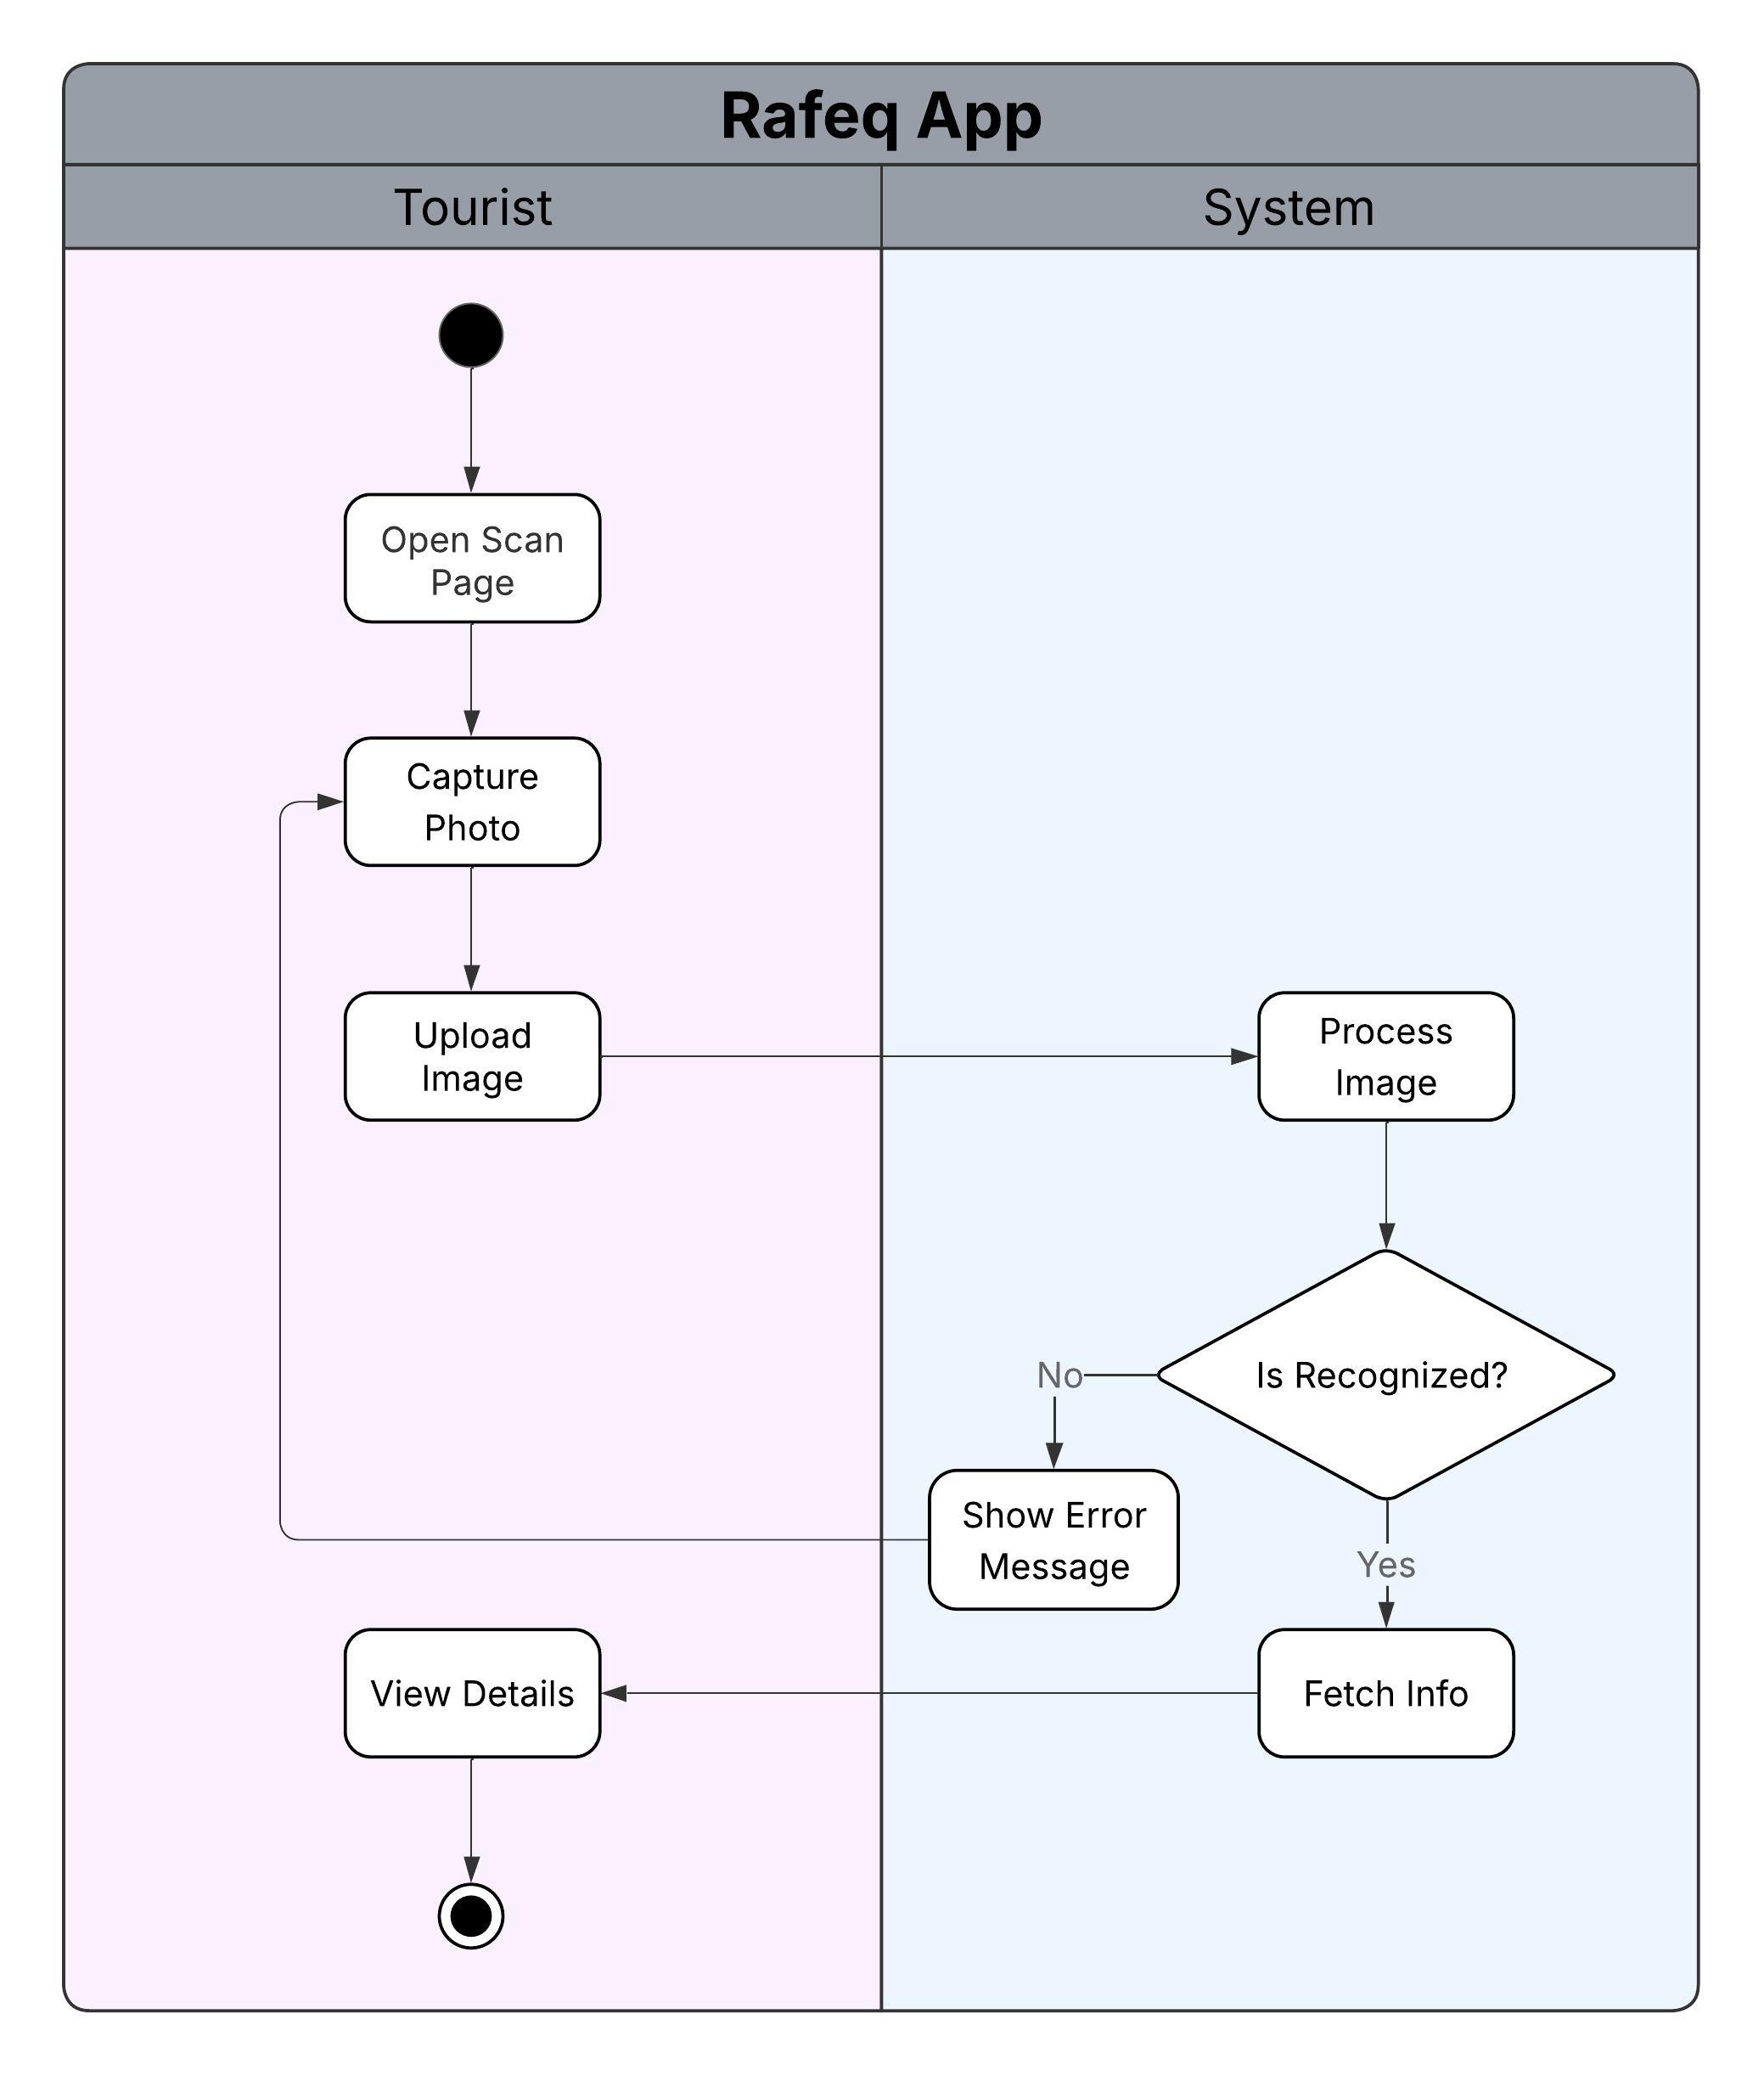 Rafeq App
Tourist
System
Open Scan
Page
Capture
Photo
Upload
Image
Process
Image
Is Recognized?
No
Show Error
Message
Yes
View Details
Fetch Info